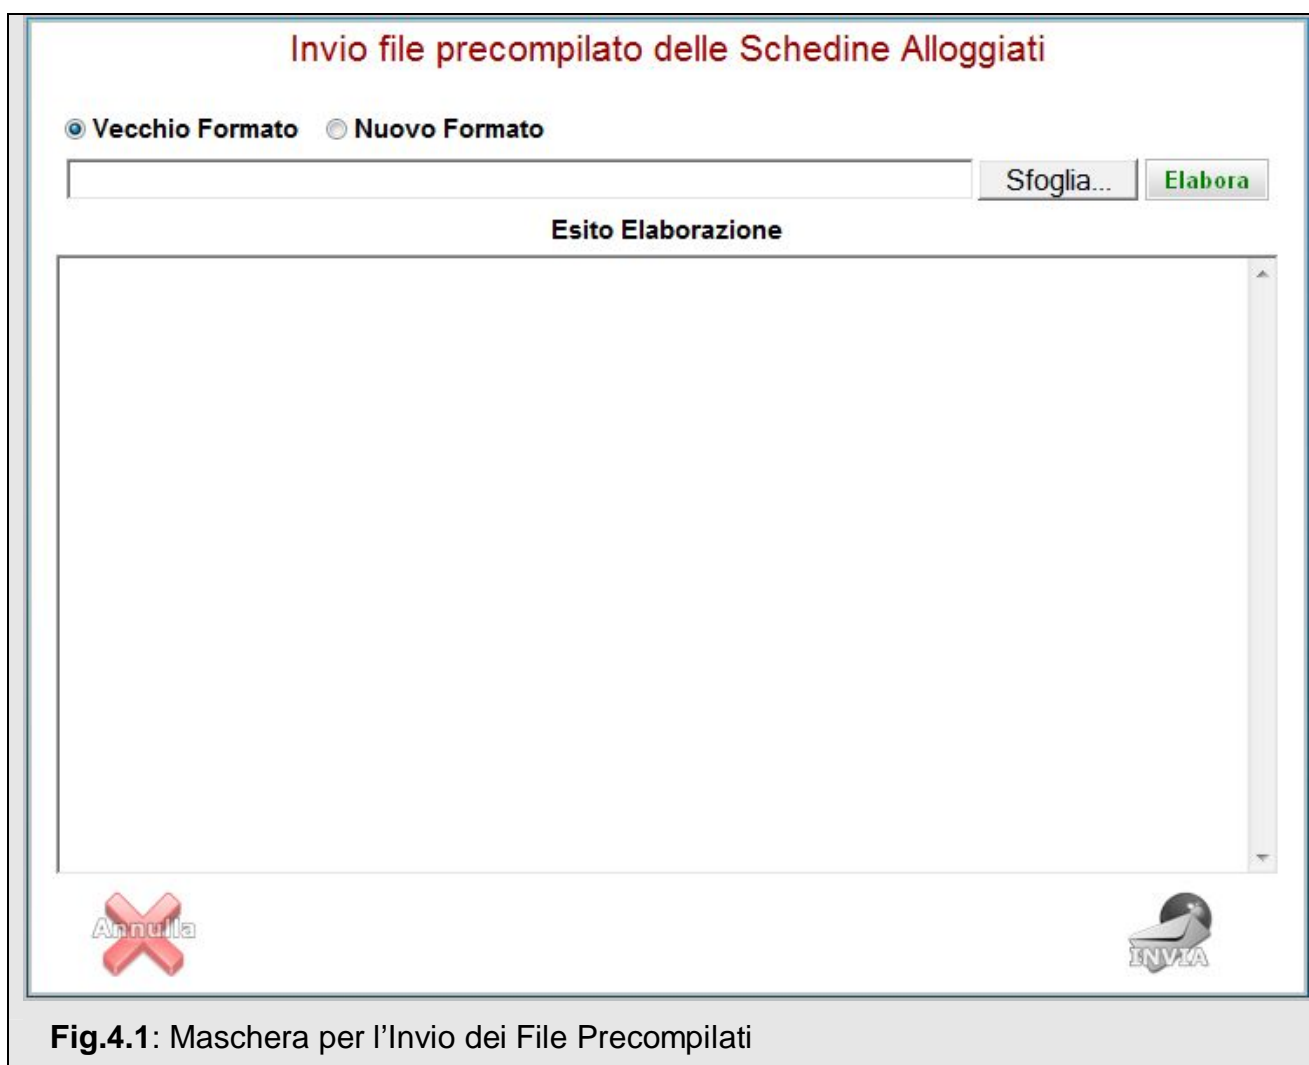 Invio file precompilato delle Schedine Alloggiati
Vecchio Formato Nuovo Formato
Sfoglia... Elabora
Esito Elaborazione
Annulla
INVIA
Fig.4.1: Maschera per l’Invio dei File Precompilati